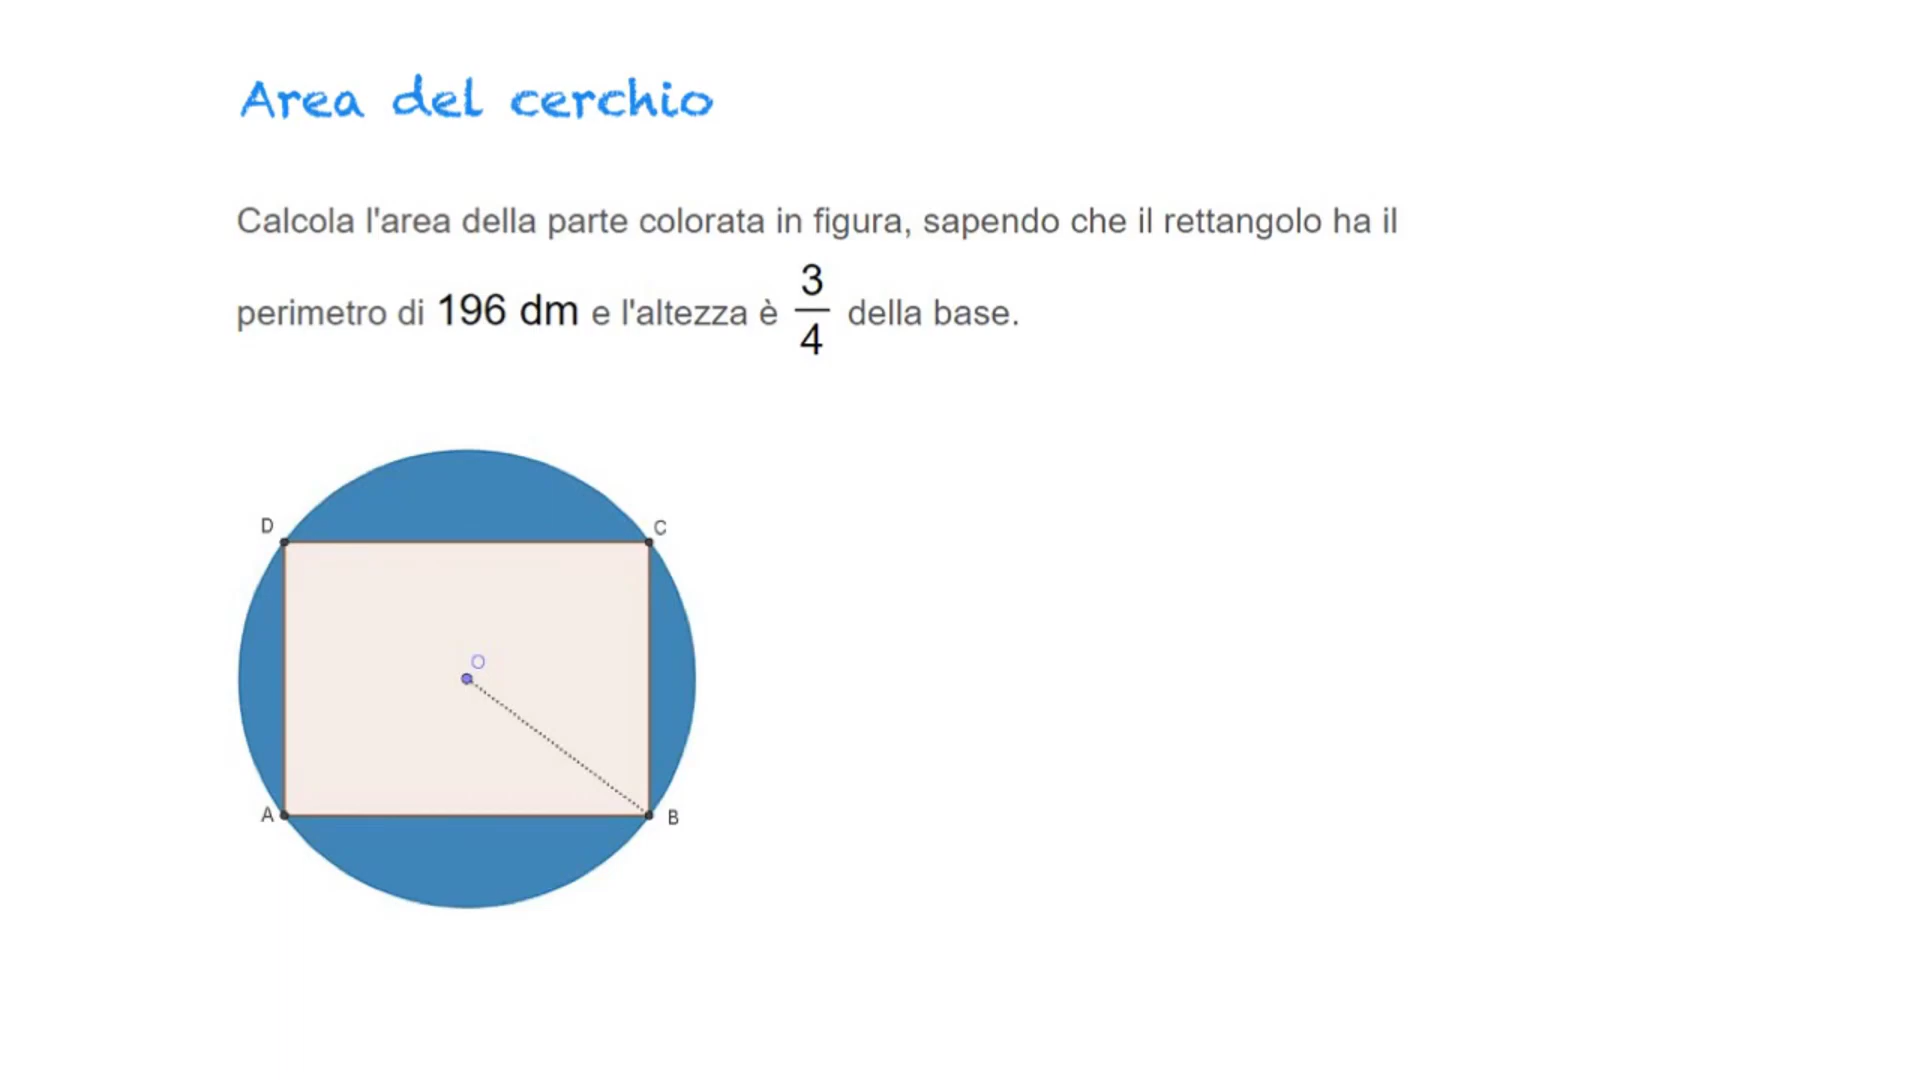 Area del cerchio
Calcola l'area della parte colorata in figura, sapendo che il rettangolo ha il
perimetro di 196 dm e l'altezza è 3/4 della base.
D
C
O
A
B